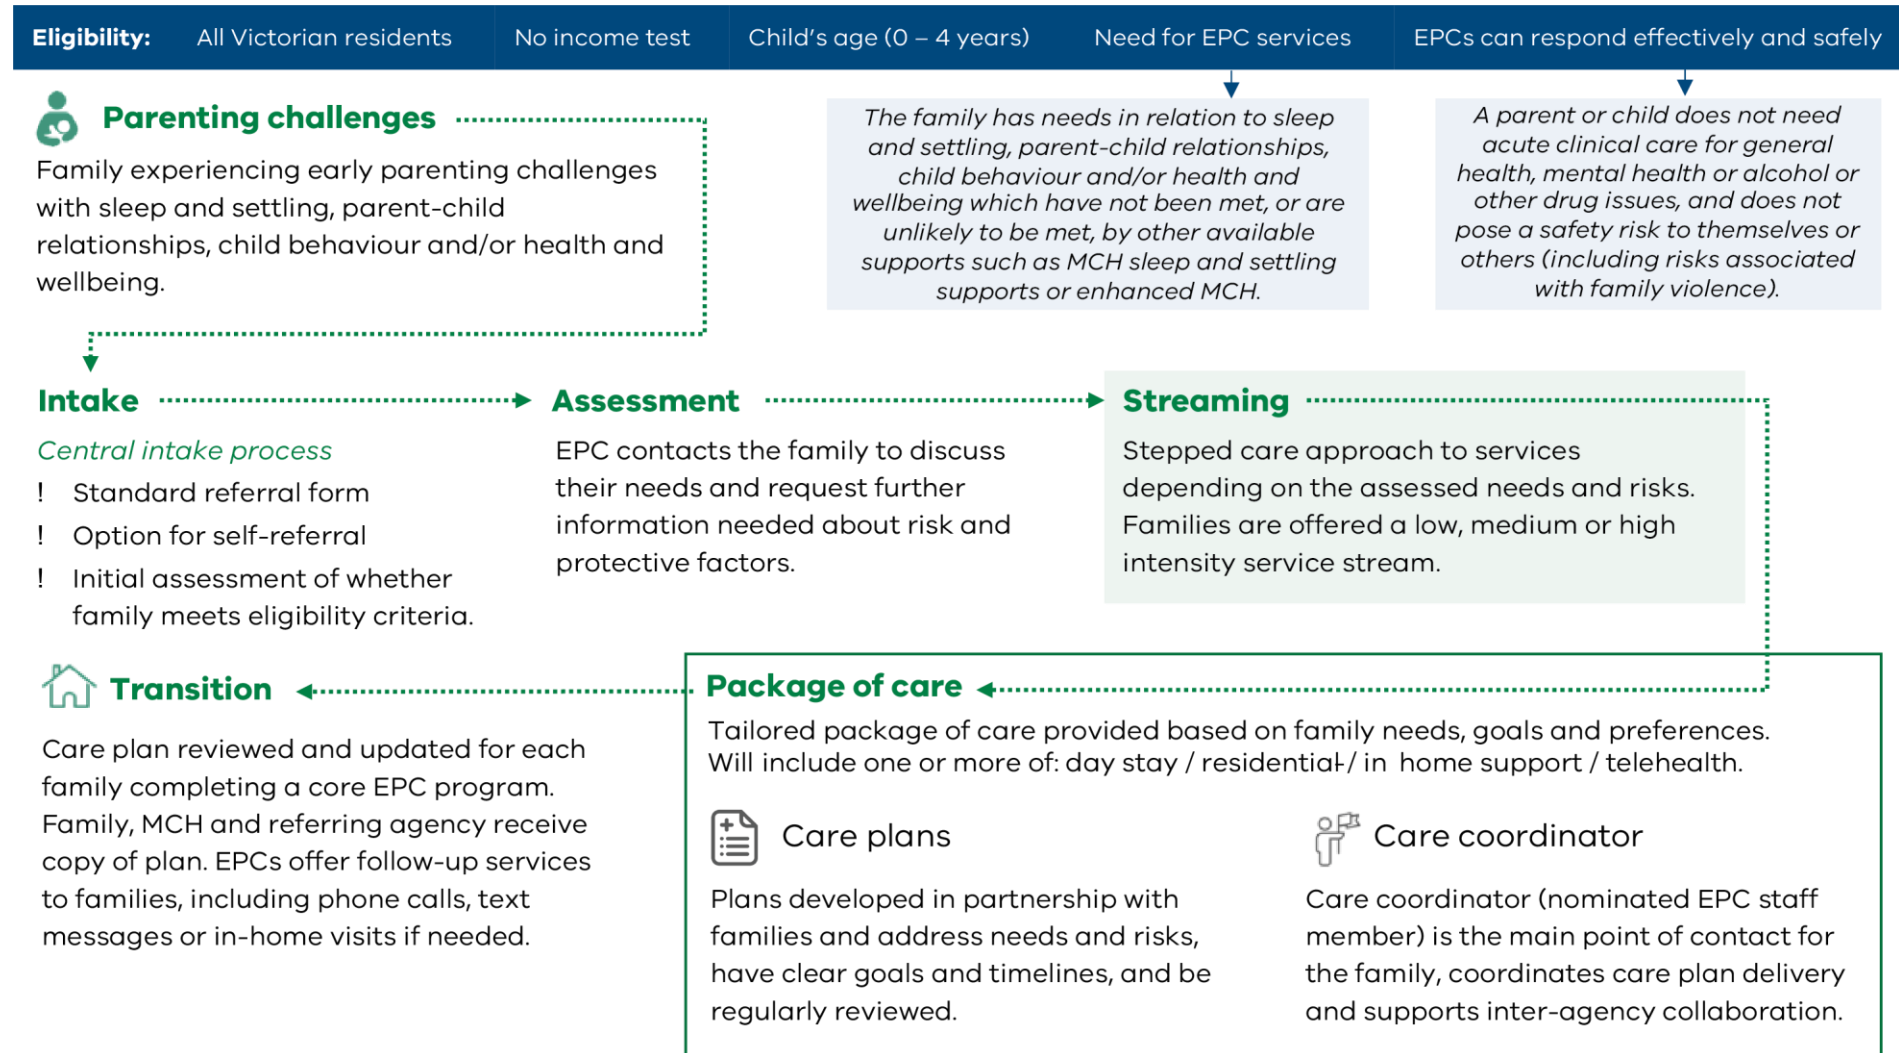 Eligibility: All Victorian residents No income test Child's age (0 – 4 years) Need for EPC services EPCs can respond effectively and safely
Parenting challenges
Family experiencing early parenting challenges
with sleep and settling, parent-child
relationships, child behaviour and/or health and
wellbeing.
The family has needs in relation to sleep
and settling, parent-child relationships,
child behaviour and/or health and
wellbeing which have not been met, or are
unlikely to be met, by other available
supports such as MCH sleep and settling
supports or enhanced MCH.
A parent or child does not need
acute clinical care for general
health, mental health or alcohol or
other drug issues, and does not
pose a safety risk to themselves or
others (including risks associated
with family violence).
Intake
Central intake process
! Standard referral form
! Option for self-referral
! Initial assessment of whether
family meets eligibility criteria.
Assessment
EPC contacts the family to discuss
their needs and request further
information needed about risk and
protective factors.
Streaming
Stepped care approach to services
depending on the assessed needs and risks.
Families are offered a low, medium or high
intensity service stream.
Transition
Care plan reviewed and updated for each
family completing a core EPC program.
Family, MCH and referring agency receive
copy of plan. EPCs offer follow-up services
to families, including phone calls, text
messages or in-home visits if needed.
Package of care
Tailored package of care provided based on family needs, goals and preferences.
Will include one or more of: day stay / residential / in home support / telehealth.
Care plans
Plans developed in partnership with
families and address needs and risks,
have clear goals and timelines, and be
regularly reviewed.
Care coordinator
Care coordinator (nominated EPC staff
member) is the main point of contact for
the family, coordinates care plan delivery
and supports inter-agency collaboration.